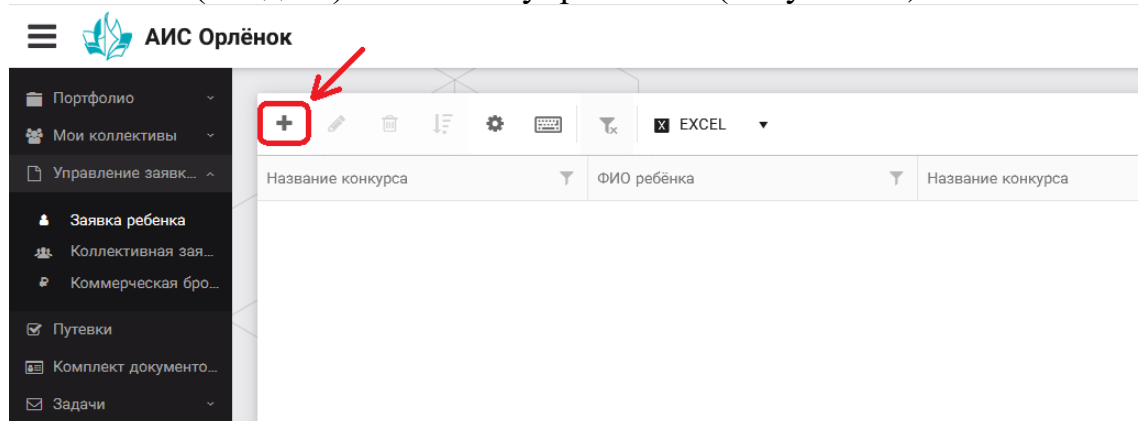 АИС Орлёнок
Портфолио
Мои коллективы
Управление заявк...
Заявка ребенка
Коллективная зая...
Коммерческая бро...
Путевки
Комплект документо...
Задачи
X EXCEL
Название конкурса ФИО ребёнка Название конкурса